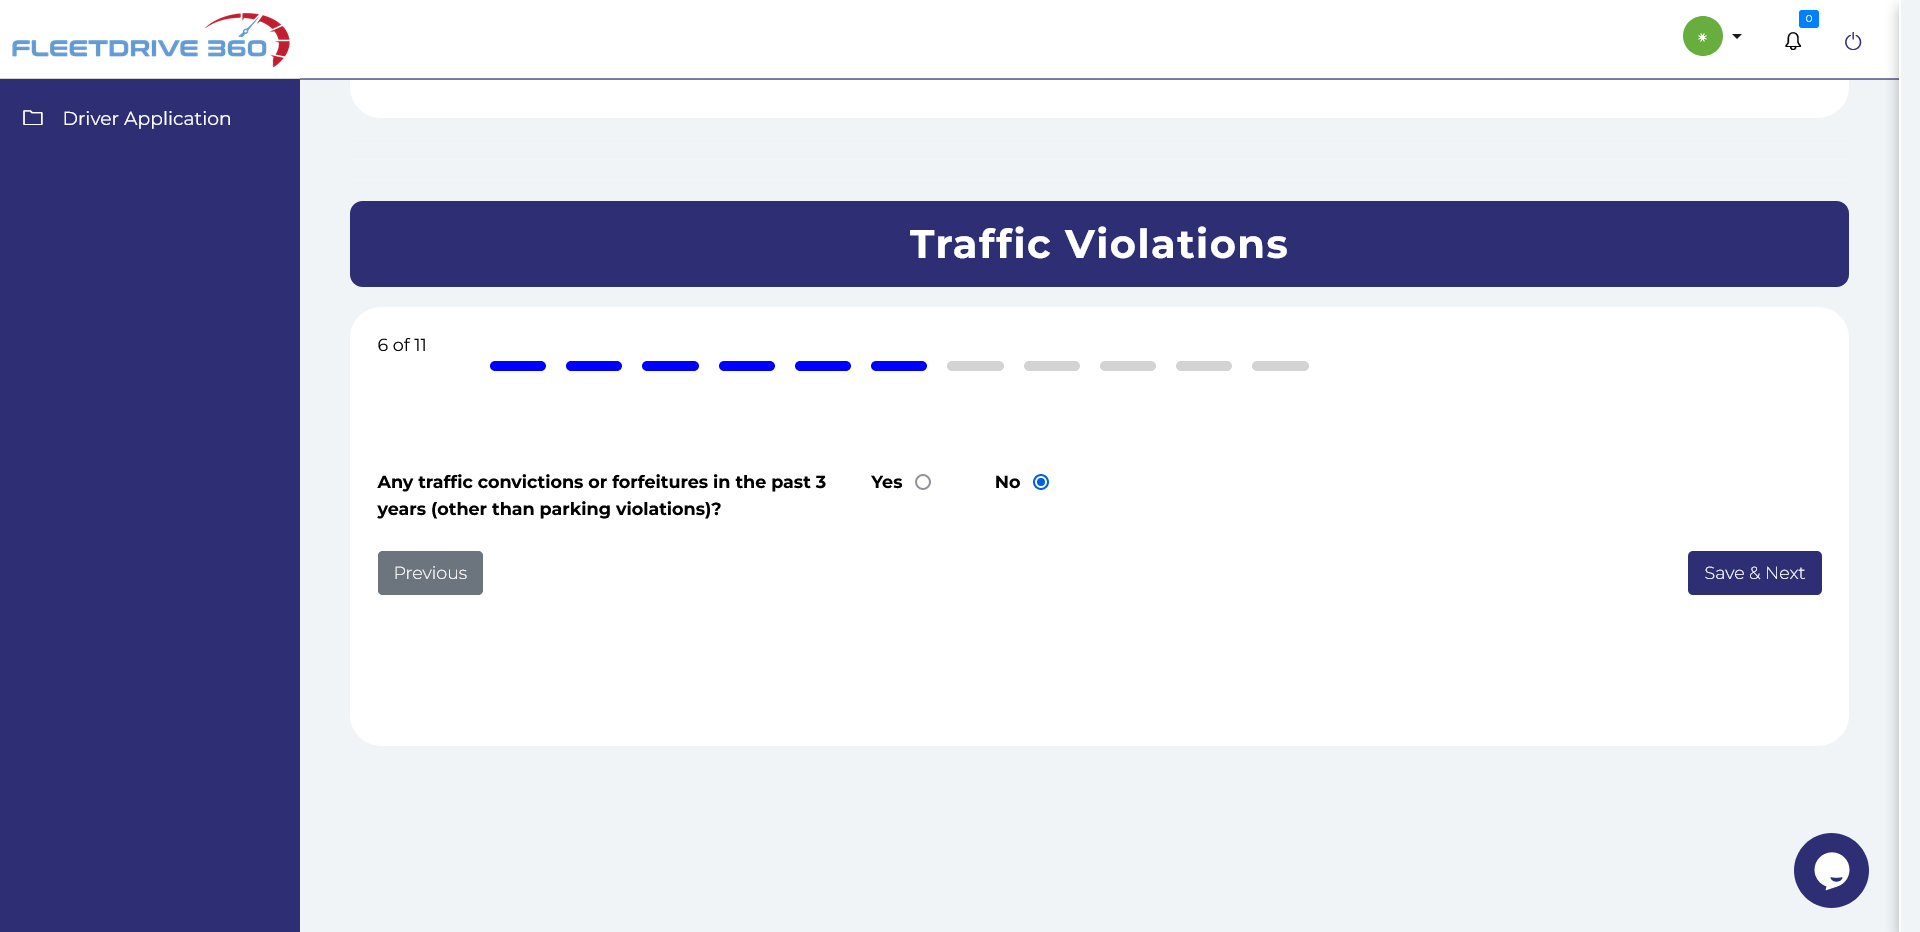 FLEETDRIVE 360
0
Driver Application
Traffic Violations
6 of 11
Any traffic convictions or forfeitures in the past 3
years (other than parking violations)?
Yes
No
Previous
Save & Next